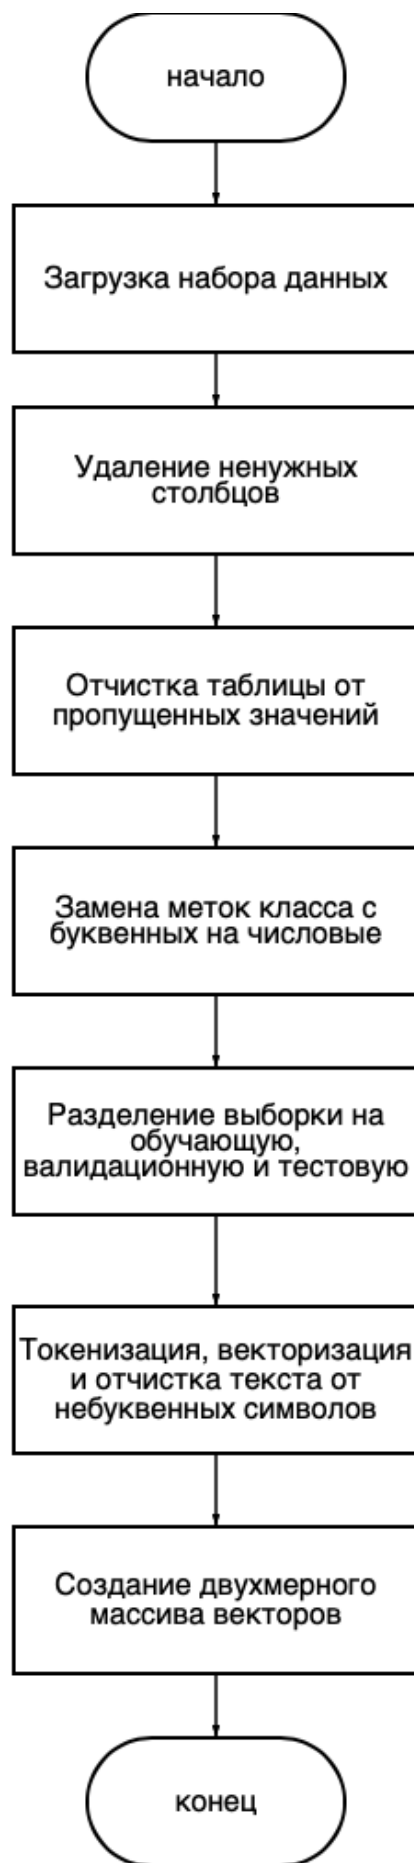 начало
Загрузка набора данных
Удаление ненужных
столбцов
Отчистка таблицы от
пропущенных значений
Замена меток класса с
буквенных на числовые
Разделение выборки на
обучающую,
валидационную и тестовую
Токенизация, векторизация
и отчистка текста от
небуквенных символов
Создание двухмерного
массива векторов
конец